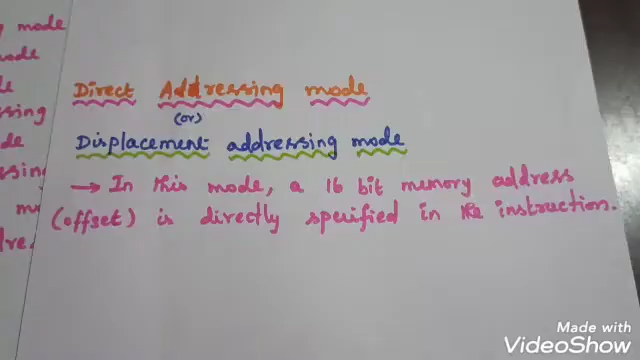 mode
Direct Addressing mode
(or)
Displacement addressing mode
→ In this mode, a 16 bit memory address
(offset) is directly specified in the instruction.
Made with
VideoShow